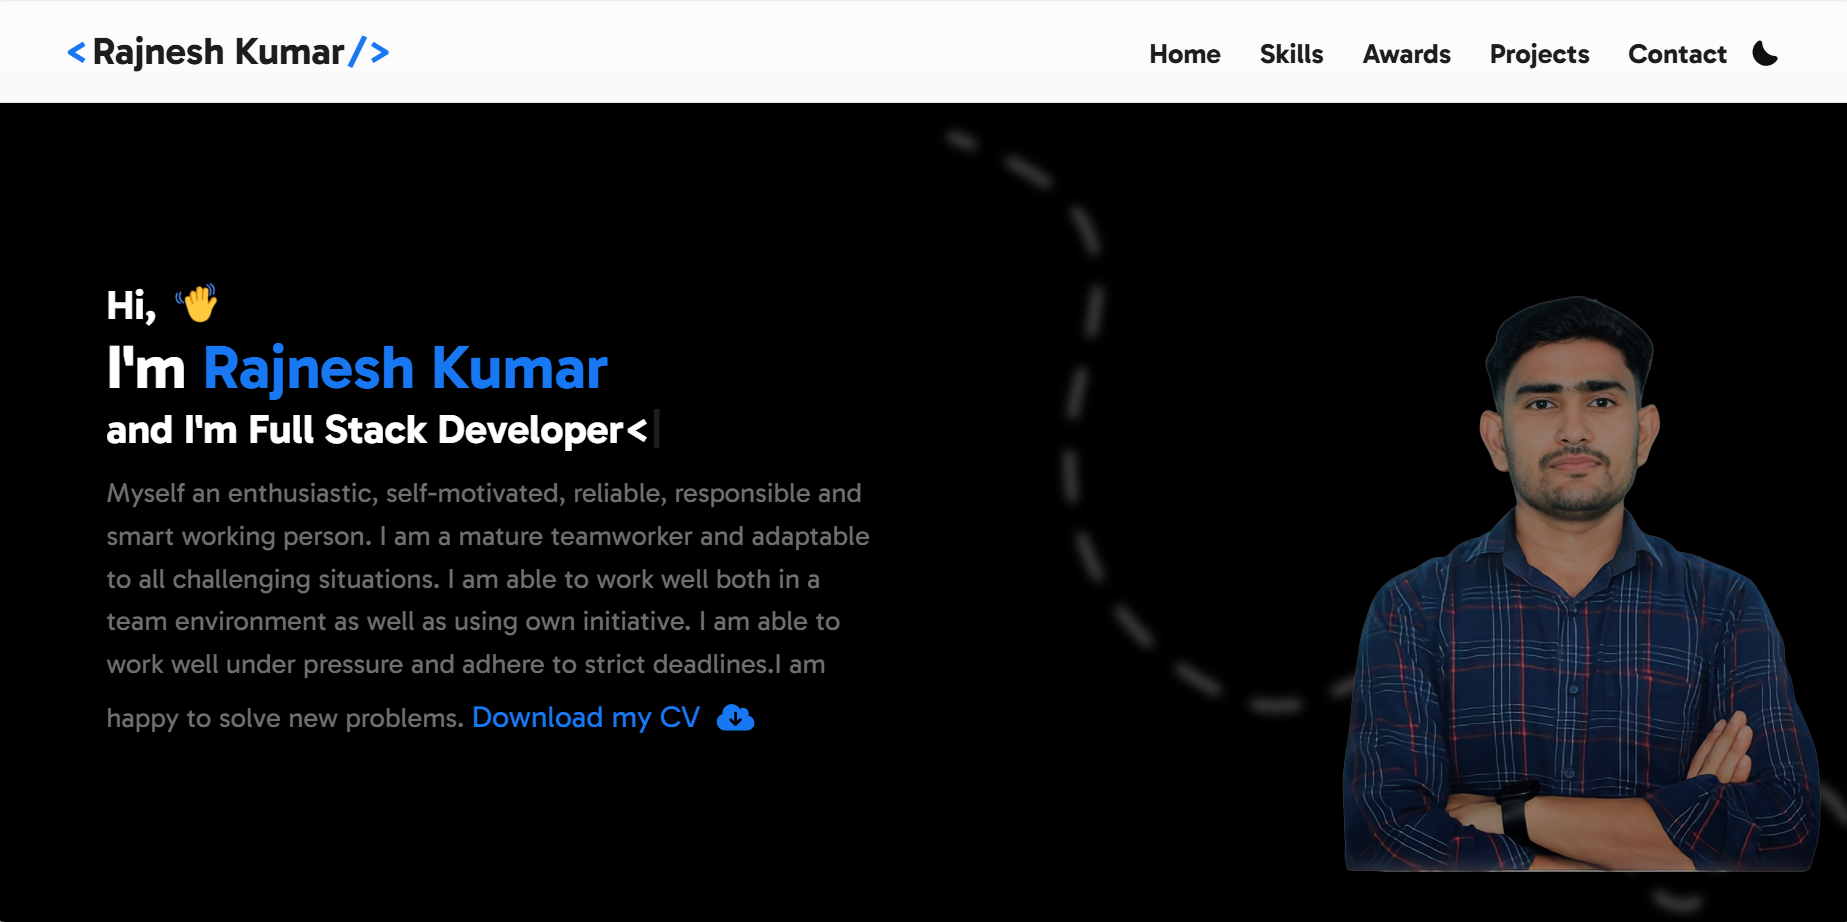 <Rajnesh Kumar/>
Home Skills Awards Projects Contact
Hi, 👋
I'm Rajnesh Kumar
and I'm Full Stack Developer<
Myself an enthusiastic, self-motivated, reliable, responsible and
smart working person. I am a mature teamworker and adaptable
to all challenging situations. I am able to work well both in a
team environment as well as using own initiative. I am able to
work well under pressure and adhere to strict deadlines.I am
happy to solve new problems. Download my CV